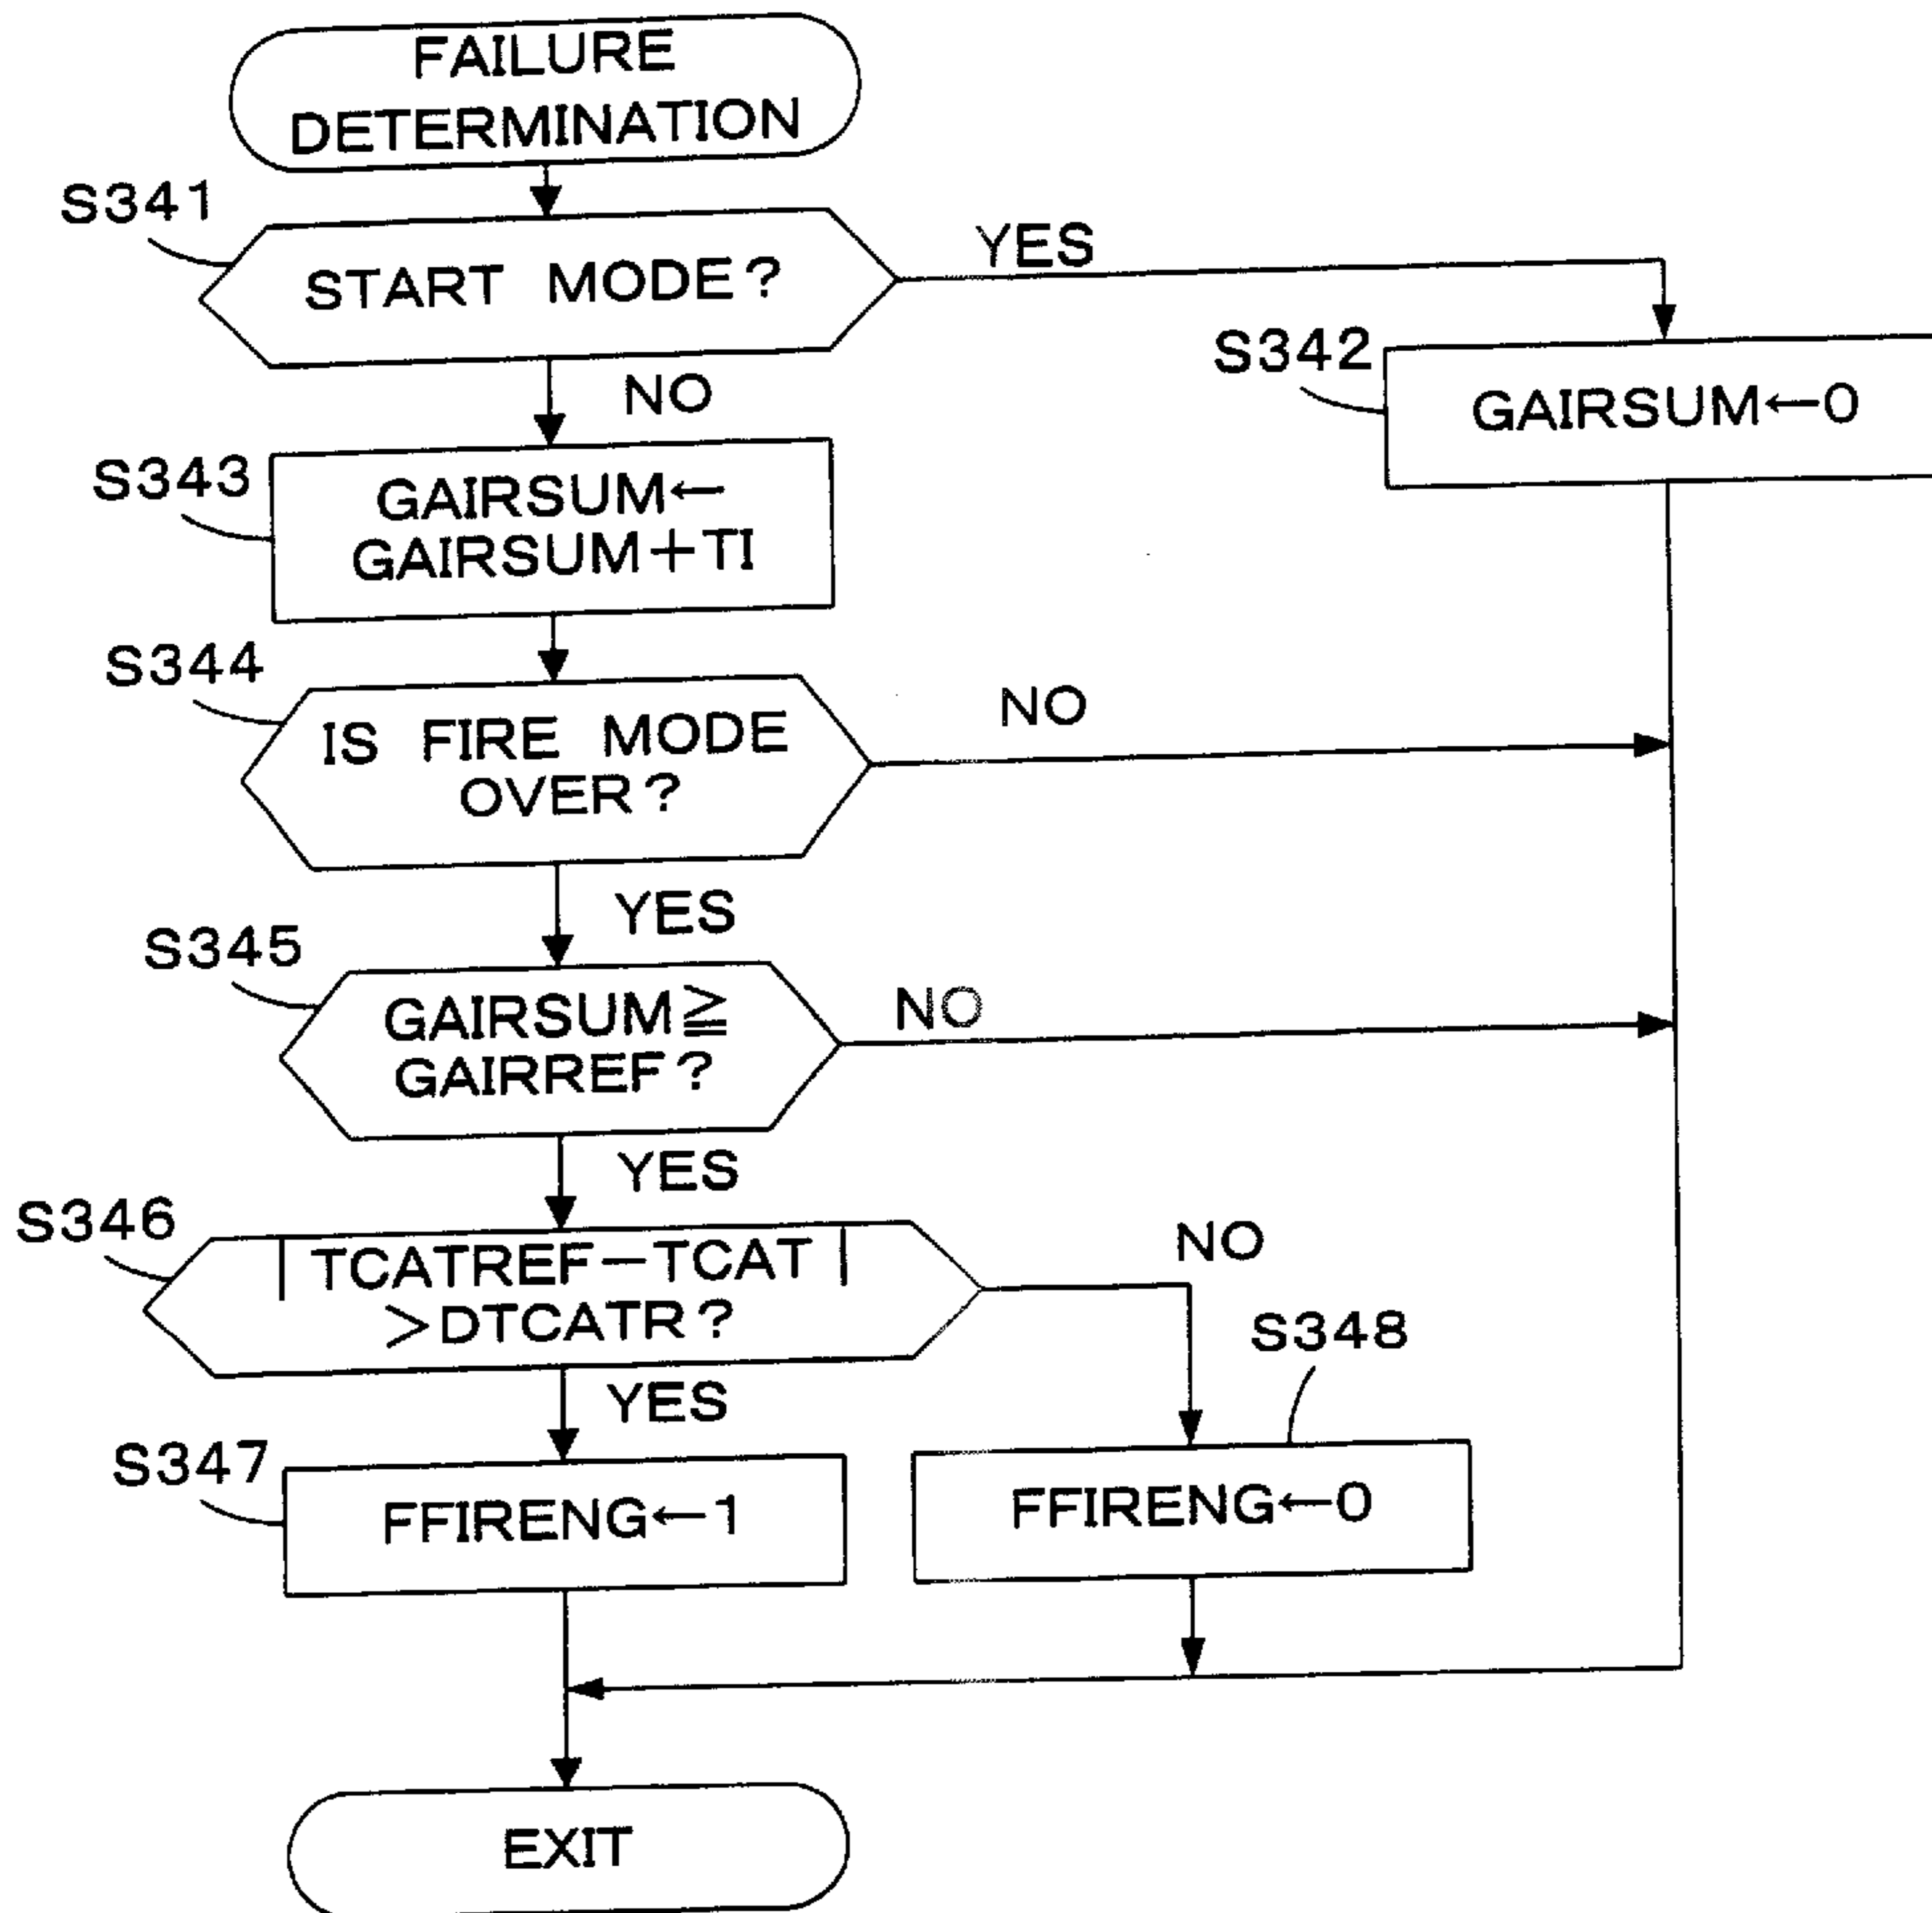 FAILURE
DETERMINATION
S341
START MODE?
YES
S342
GAIRSUM←0
NO
S343
GAIRSUM←
GAIRSUM+TI
S344
IS FIRE MODE
OVER?
NO
YES
S345
GAIRSUM≧
GAIRREF?
NO
YES
S346
|TCATREF-TCAT|
>DTCATR?
NO
S348
YES
S347
FFIRENG←1
FFIRENG←0
EXIT